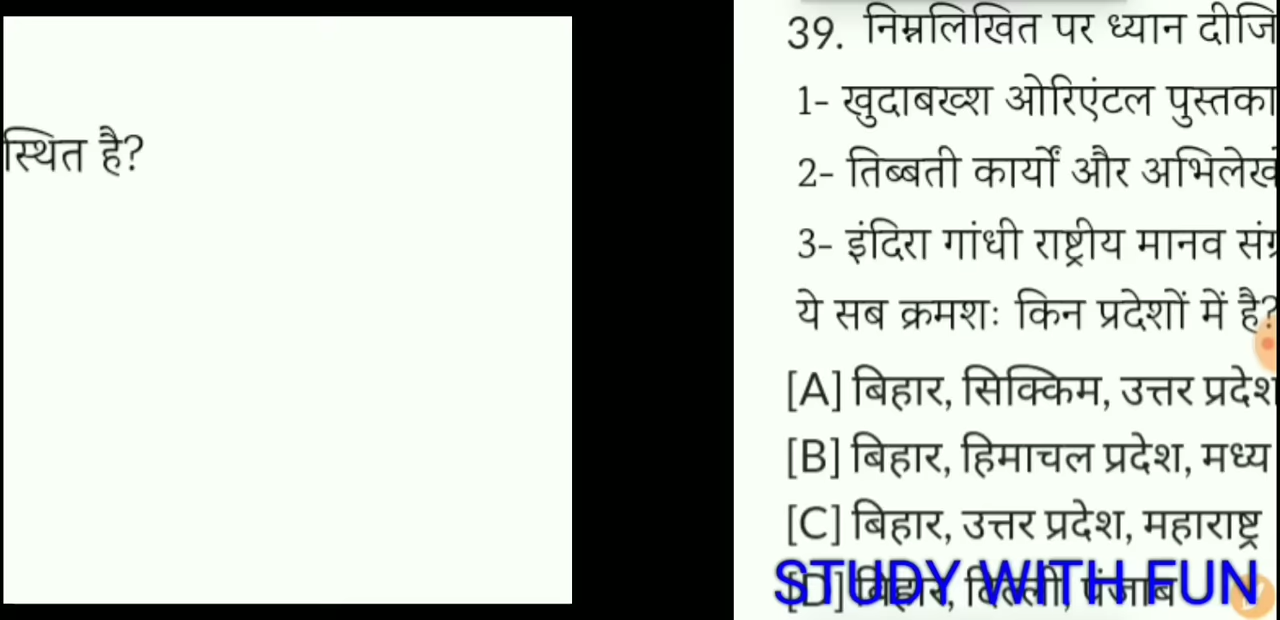 स्थित है?
39. निम्नलिखित पर ध्यान दीजि
1- खुदाबख्श ओरिएंटल पुस्तका
2- तिब्बती कार्यों और अभिलेख
3- इंदिरा गांधी राष्ट्रीय मानव संग्र
ये सब क्रमशः किन प्रदेशों में है?
[A] बिहार, सिक्किम, उत्तर प्रदेश
[B] बिहार, हिमाचल प्रदेश, मध्य
[C] बिहार, उत्तर प्रदेश, महाराष्ट्र
[D] बिहार, दिल्ली, पंजाब
STUDY WITH FUN